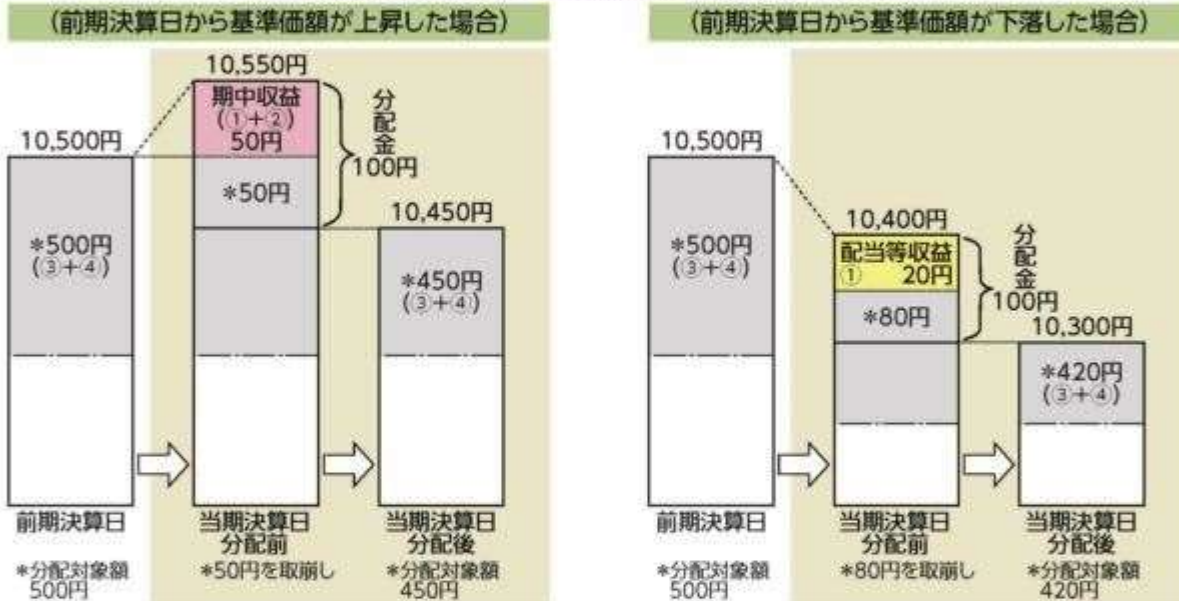 (前期決算日から基準価額が上昇した場合)
10,550円
期中収益
(①+②)
50円
分配金
100円
10,500円
*50円
10,450円
*500円
(③+④)
*450円
(③+④)
前期決算日
当期決算日
分配前
当期決算日
分配後
*分配対象額
500円
*50円を取崩し
*分配対象額
450円
(前期決算日から基準価額が下落した場合)
10,500円
10,400円
配当等収益
① 20円
分配金
100円
*500円
(③+④)
*80円
10,300円
*420円
(③+④)
前期決算日
当期決算日
分配前
当期決算日
分配後
*分配対象額
500円
*80円を取崩し
*分配対象額
420円